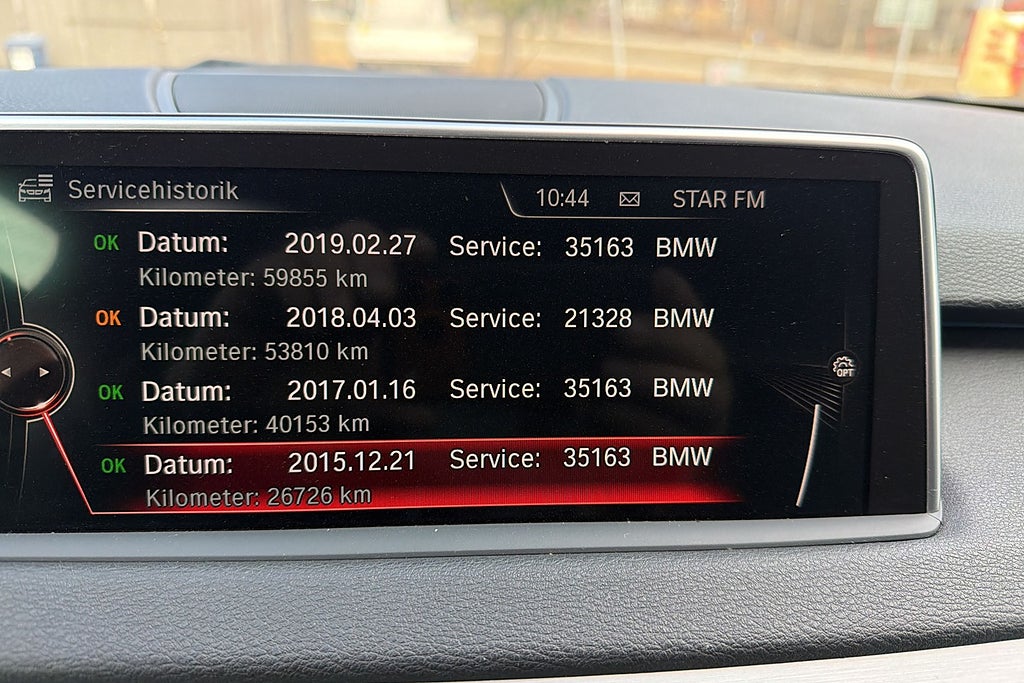 Servicehistorik
10:44 STAR FM
OK Datum: 2019.02.27 Service: 35163 BMW
Kilometer: 59855 km
OK Datum: 2018.04.03 Service: 21328 BMW
Kilometer: 53810 km
OK Datum: 2017.01.16 Service: 35163 BMW
Kilometer: 40153 km
OK Datum: 2015.12.21 Service: 35163 BMW
Kilometer: 26726 km
OPT